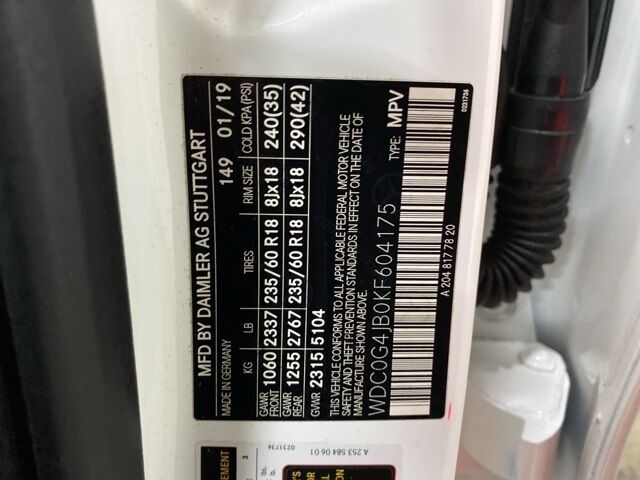 MFD BY DAIMLER AG STUTTGART
MADE IN GERMANY 149 01/19
KG LB TIRES RIM SIZE COLD KPA(PSI)
GAWR FRONT 1060 2337 235/60 R18 8Jx18 240(35)
GAWR REAR 1255 2767 235/60 R18 8Jx18 290(42)
GVWR 2315 5104
THIS VEHICLE CONFORMS TO ALL APPLICABLE FEDERAL MOTOR VEHICLE
SAFETY AND THEFT PREVENTION STANDARDS IN EFFECT ON THE DATE OF
MANUFACTURE SHOWN ABOVE.
WDC0G4JB0KF604175 TYPE: MPV
A 204 817 78 20
0231736
0231736
A 253 584 06 01
3